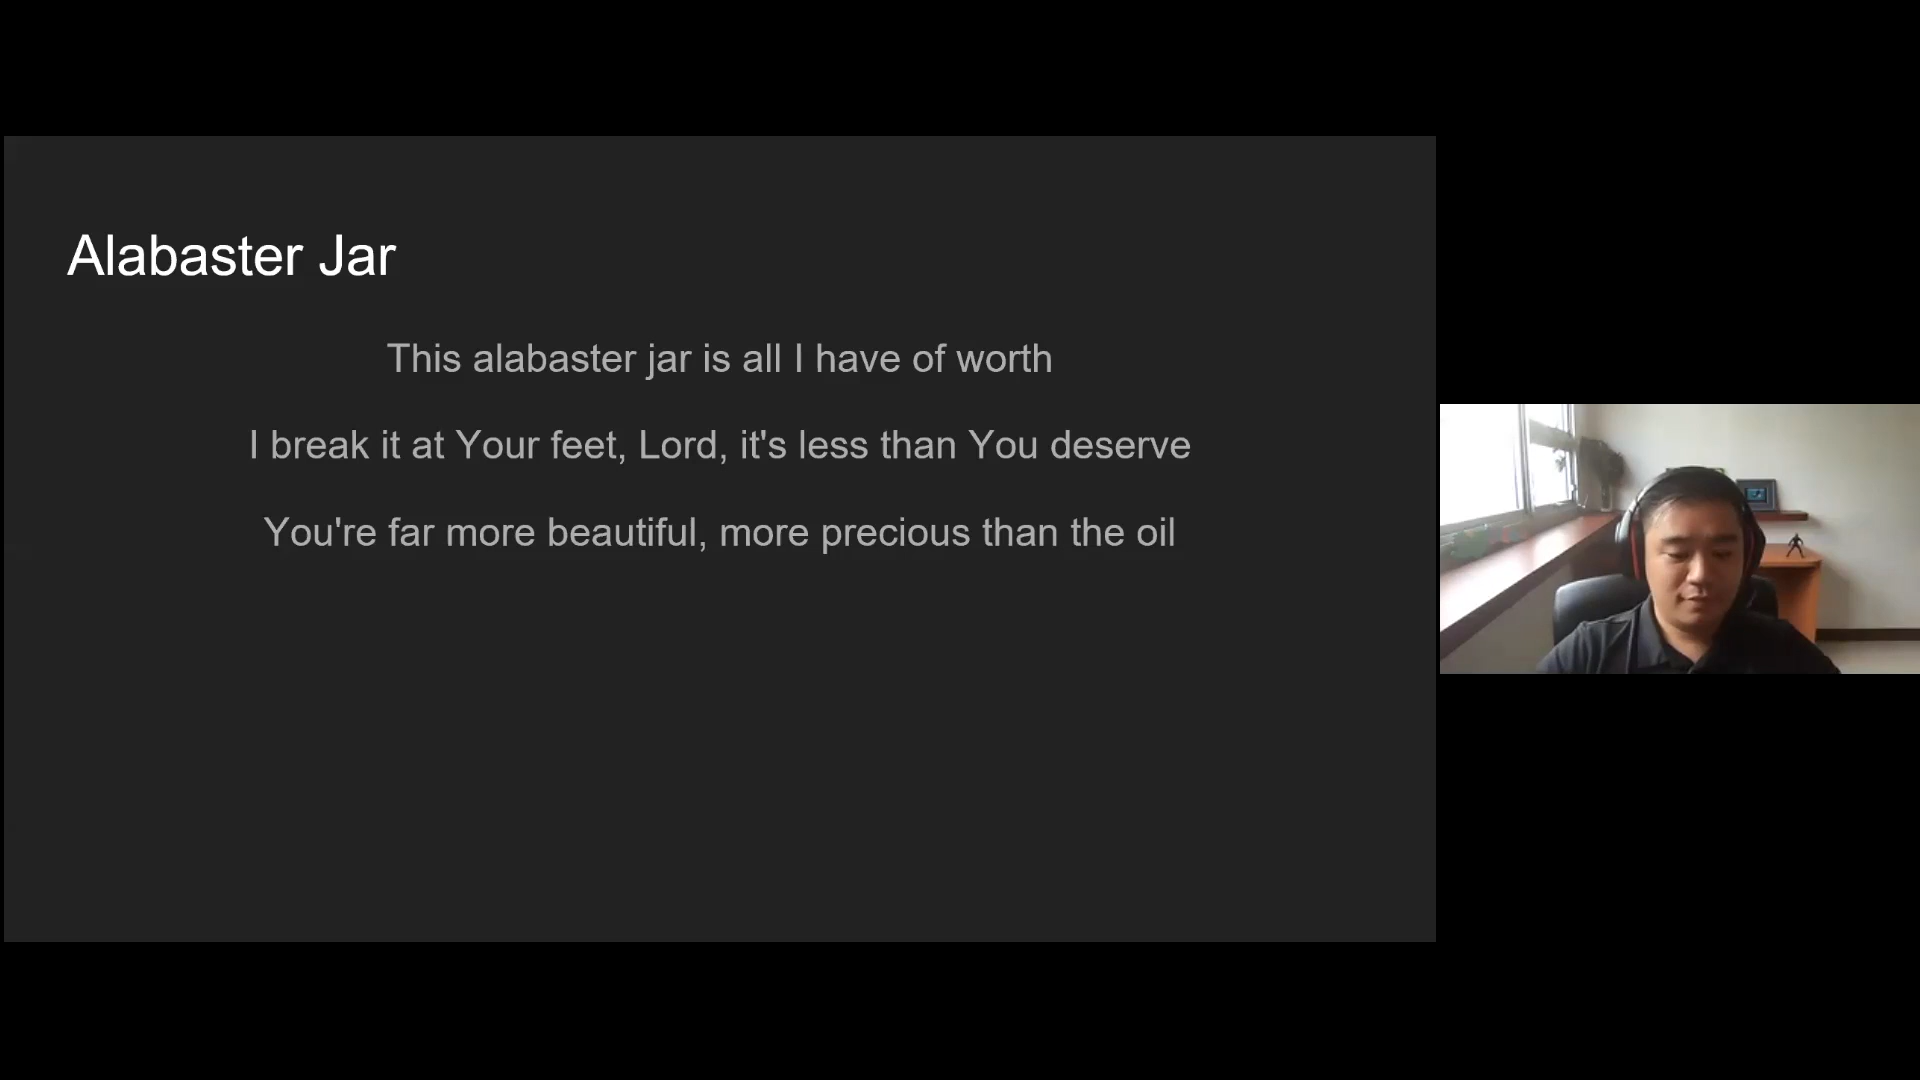 Alabaster Jar
This alabaster jar is all I have of worth
I break it at Your feet, Lord, it's less than You deserve
You're far more beautiful, more precious than the oil